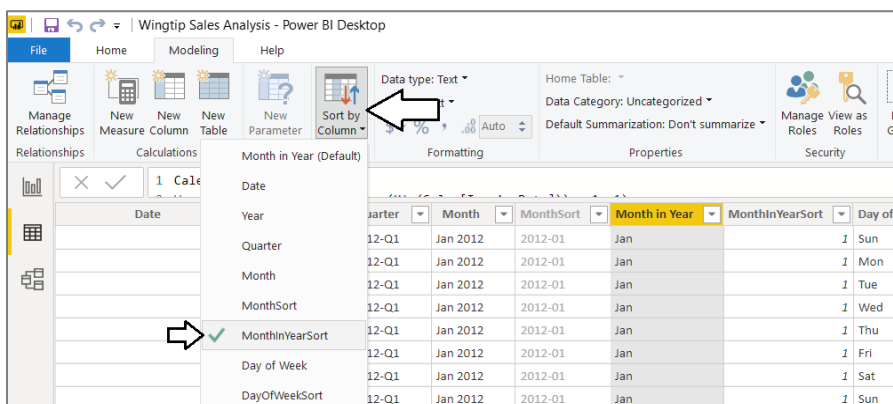 Wingtip Sales Analysis - Power BI Desktop
File Home Modeling Help
Manage Relationships
New Measure
New Column
New Table
New Parameter
Sort by Column
Data type: Text
$ % , .00 Auto
Home Table:
Data Category: Uncategorized
Default Summarization: Don't summarize
Manage Roles
View as Roles
Relationships Calculations Formatting Properties Security
Month in Year (Default)
Date
Year
Quarter
Month
MonthSort
MonthInYearSort
Day of Week
DayOfWeekSort
1 Cale
Date uarter Month MonthSort Month in Year MonthInYearSort Day of
12-Q1 Jan 2012 2012-01 Jan 1 Sun
12-Q1 Jan 2012 2012-01 Jan 1 Mon
12-Q1 Jan 2012 2012-01 Jan 1 Tue
12-Q1 Jan 2012 2012-01 Jan 1 Wed
12-Q1 Jan 2012 2012-01 Jan 1 Thu
12-Q1 Jan 2012 2012-01 Jan 1 Fri
12-Q1 Jan 2012 2012-01 Jan 1 Sat
12-Q1 Jan 2012 2012-01 Jan 1 Sun